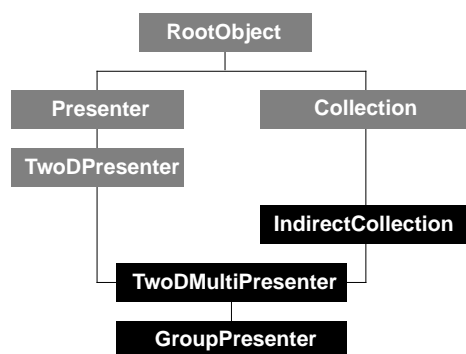 RootObject
Presenter
Collection
TwoDPresenter
IndirectCollection
TwoDMultiPresenter
GroupPresenter